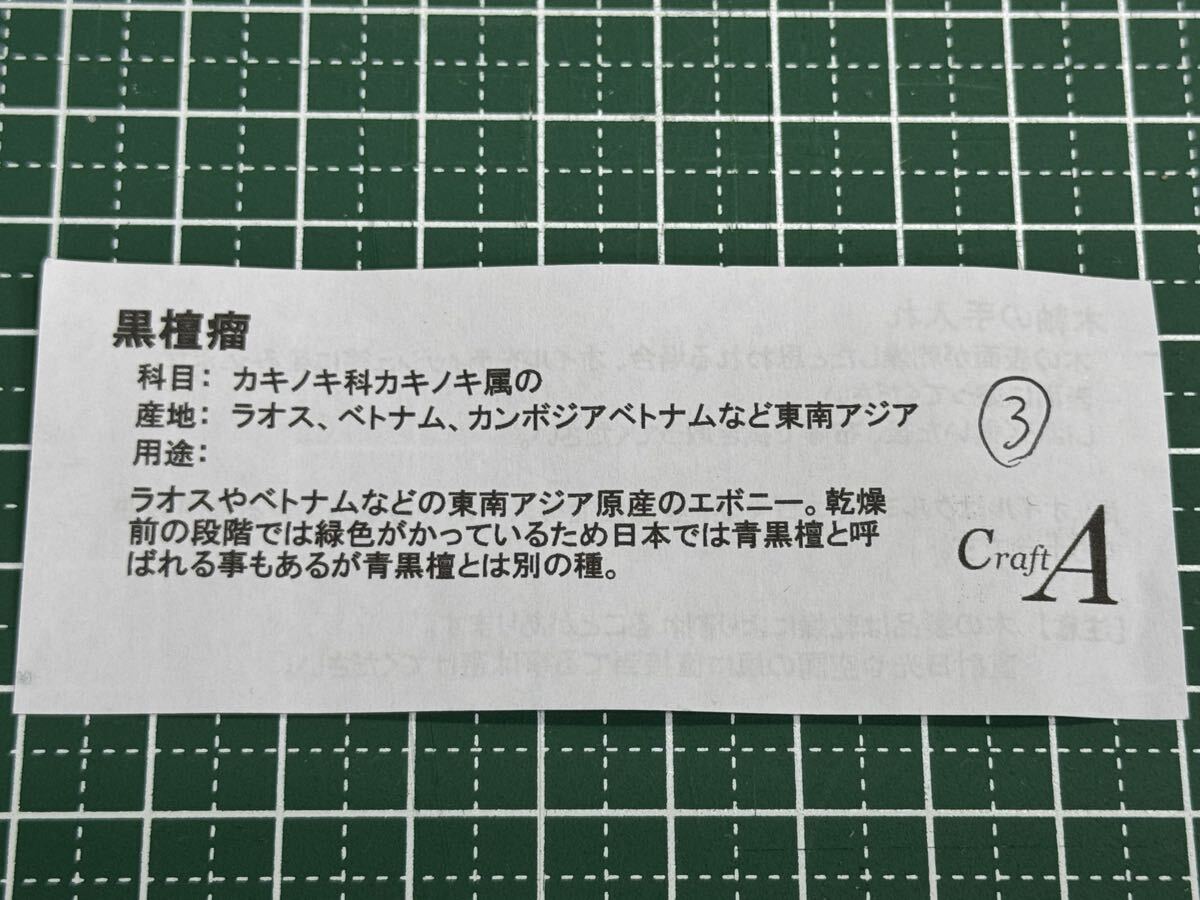 黒檀瘤
科目：カキノキ科カキノキ属の
産地：ラオス、ベトナム、カンボジアベトナムなど東南アジア
用途：
ラオスやベトナムなどの東南アジア原産のエボニー。乾燥
前の段階では緑色がかっているため日本では青黒檀と呼
ばれる事もあるが青黒檀とは別の種。
③
Craft A